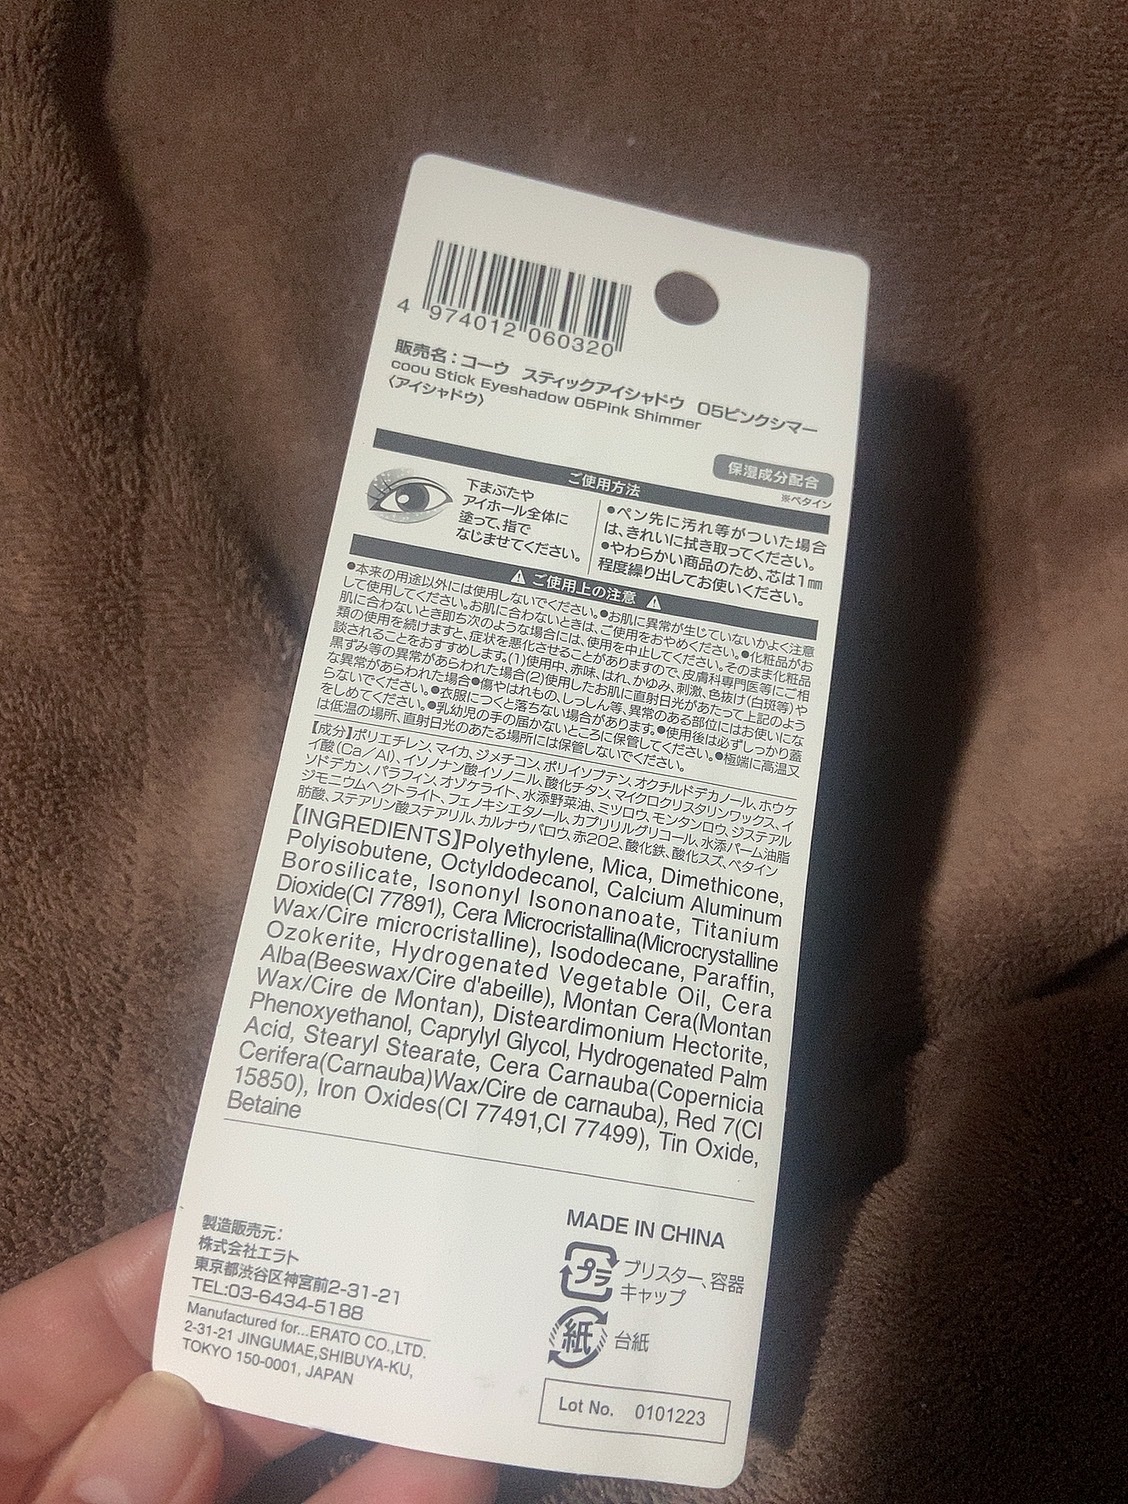 4 974012 060320
販売名：コーウ スティックアイシャドウ 05ピンクシマー
coou Stick Eyeshadow 05Pink Shimmer
〈アイシャドウ〉
保湿成分配合
※ベタイン
ご使用方法
下まぶたや
アイホール全体に
塗って、指で
なじませてください。
●ペン先に汚れ等がついた場合
は、きれいに拭き取ってください。
●やわらかい商品のため、芯は1㎜
程度繰り出してお使いください。
⚠ ご使用上の注意 ⚠
●本来の用途以外には使用しないでください。●お肌に異常が生じていないかよく注意
して使用してください。お肌に合わないときは、ご使用をおやめください。●化粧品がお
肌に合わないとき即ち次のような場合には、使用を中止してください。そのまま化粧品
類の使用を続けますと、症状を悪化させることがありますので、皮膚科専門医等にご相
談されることをおすすめします。(1)使用中、赤味、はれ、かゆみ、刺激、色抜け(白斑等)や
黒ずみ等の異常があらわれた場合(2)使用したお肌に直射日光があたって上記のよう
な異常があらわれた場合●傷やはれもの、しっしん等、異常のある部位にはお使いにな
らないでください。●衣服につくと落ちない場合があります。●使用後は必ずしっかり蓋
をしめてください。●乳幼児の手の届かないところに保管してください。●極端に高温又
は低温の場所、直射日光のあたる場所には保管しないでください。
【成分】ポリエチレン、マイカ、ジメチコン、ポリイソブテン、オクチルドデカノール、ホウケ
イ酸(Ca/Al)、イソノナン酸イソノニル、酸化チタン、マイクロクリスタリンワックス、イ
ソドデカン、パラフィン、オゾケライト、水添野菜油、ミツロウ、モンタンロウ、ジステアル
ジモニウムヘクトライト、フェノキシエタノール、カプリリルグリコール、水添パーム油脂
肪酸、ステアリン酸ステアリル、カルナウバロウ、赤202、酸化鉄、酸化スズ、ベタイン
【INGREDIENTS】Polyethylene, Mica, Dimethicone,
Polyisobutene, Octyldodecanol, Calcium Aluminum
Borosilicate, Isononyl Isononanoate, Titanium
Dioxide(CI 77891), Cera Microcristallina(Microcrystalline
Wax/Cire microcristalline), Isododecane, Paraffin,
Ozokerite, Hydrogenated Vegetable Oil, Cera
Alba(Beeswax/Cire d'abeille), Montan Cera(Montan
Wax/Cire de Montan), Disteardimonium Hectorite,
Phenoxyethanol, Caprylyl Glycol, Hydrogenated Palm
Acid, Stearyl Stearate, Cera Carnauba(Copernicia
Cerifera(Carnauba)Wax/Cire de carnauba), Red 7(CI
15850), Iron Oxides(CI 77491,CI 77499), Tin Oxide,
Betaine
製造販売元:
株式会社エラト
東京都渋谷区神宮前2-31-21
TEL:03-6434-5188
Manufactured for...ERATO CO.,LTD.
2-31-21 JINGUMAE,SHIBUYA-KU,
TOKYO 150-0001, JAPAN
MADE IN CHINA
プラ
ブリスター、容器
キャップ
紙 台紙
Lot No. 0101223